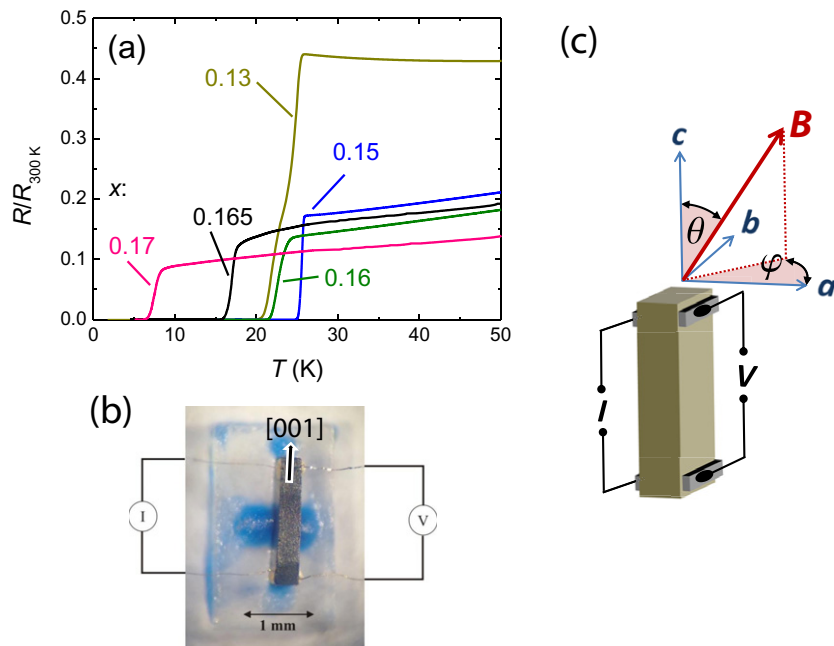 (a)
0.5
0.4
0.3
0.2
0.1
0.0
R/R300 K
0.13
x:
0.15
0.165
0.17
0.16
0 10 20 30 40 50
T (K)
(b)
[001]
I
V
1 mm
(c)
c
B
θ
b
φ
a
I
V